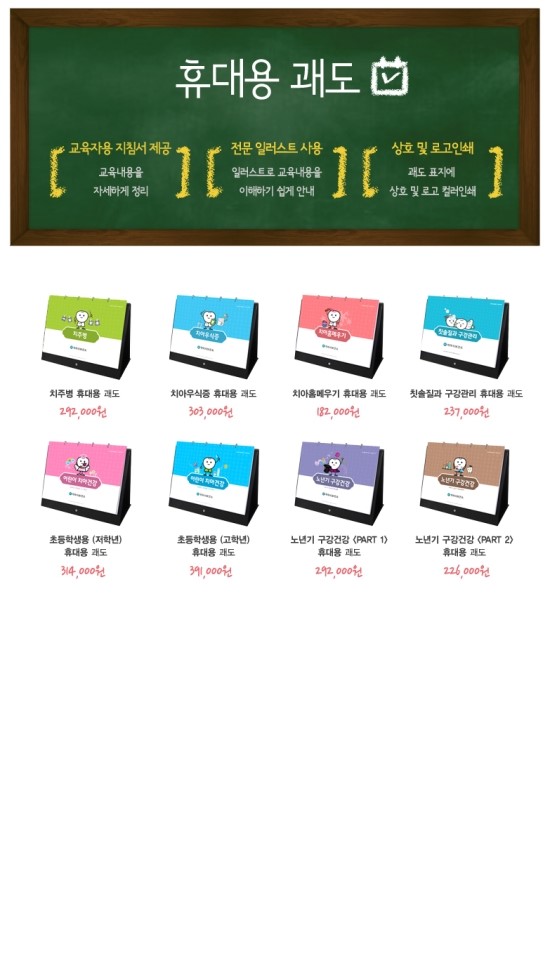 휴대용 괘도
교육자용 지침서 제공
교육내용을
자세하게 정리
전문 일러스트 사용
일러스트로 교육내용을
이해하기 쉽게 안내
상호 및 로고인쇄
괘도 표지에
상호 및 로고 컬러인쇄
치주병
치아우식증
치아홈메우기
칫솔질과 구강관리
치주병 휴대용 괘도
치아우식증 휴대용 괘도
치아홈메우기 휴대용 괘도
칫솔질과 구강관리 휴대용 괘도
292,000원
303,000원
182,000원
237,000원
어린이 치아건강
어린이 치아건강
노년기 구강건강
노년기 구강건강
초등학생용 (저학년)
휴대용 괘도
초등학생용 (고학년)
휴대용 괘도
노년기 구강건강 <PART 1>
휴대용 괘도
노년기 구강건강 <PART 2>
휴대용 괘도
314,000원
391,000원
292,000원
226,000원